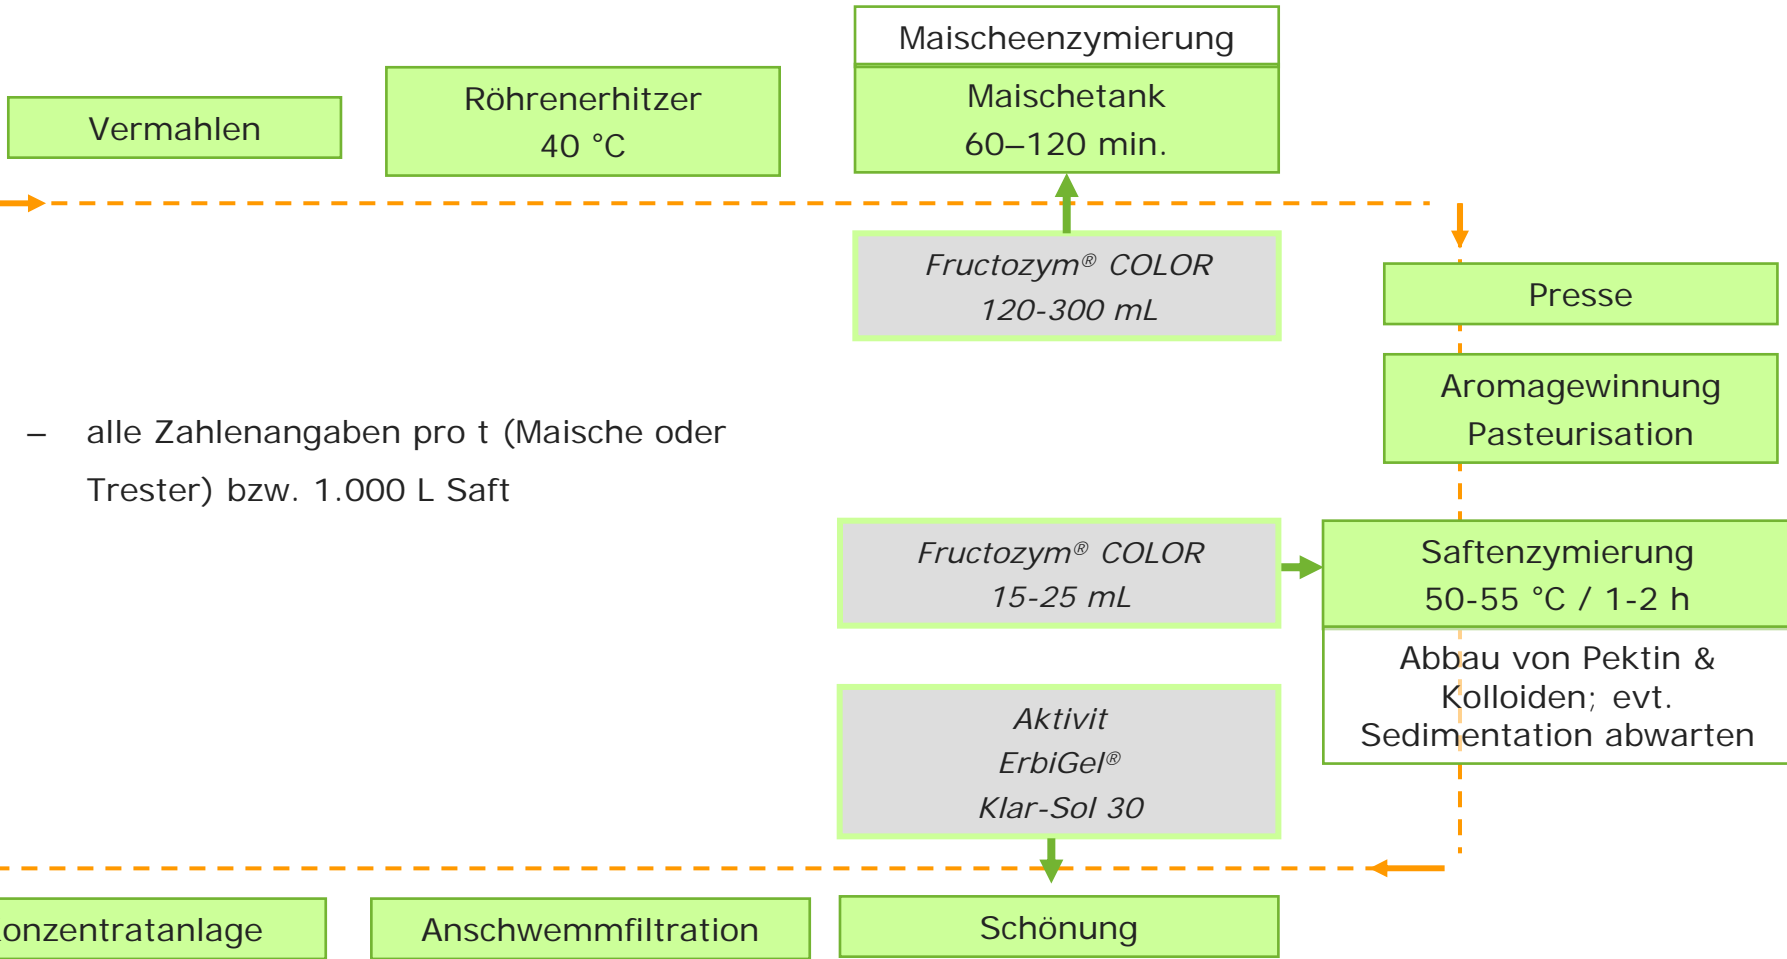 Vermahlen
Röhrenerhitzer
40 °C
Maischeenzymierung
Maischetank
60–120 min.
Fructozym® COLOR
120-300 mL
Presse
Aromagewinnung
Pasteurisation
– alle Zahlenangaben pro t (Maische oder
Trester) bzw. 1.000 L Saft
Fructozym® COLOR
15-25 mL
Saftenzymierung
50-55 °C / 1-2 h
Abbau von Pektin &
Kolloiden; evt.
Sedimentation abwarten
Aktivit
ErbiGel®
Klar-Sol 30
onzentratanlage
Anschwemmfiltration
Schönung